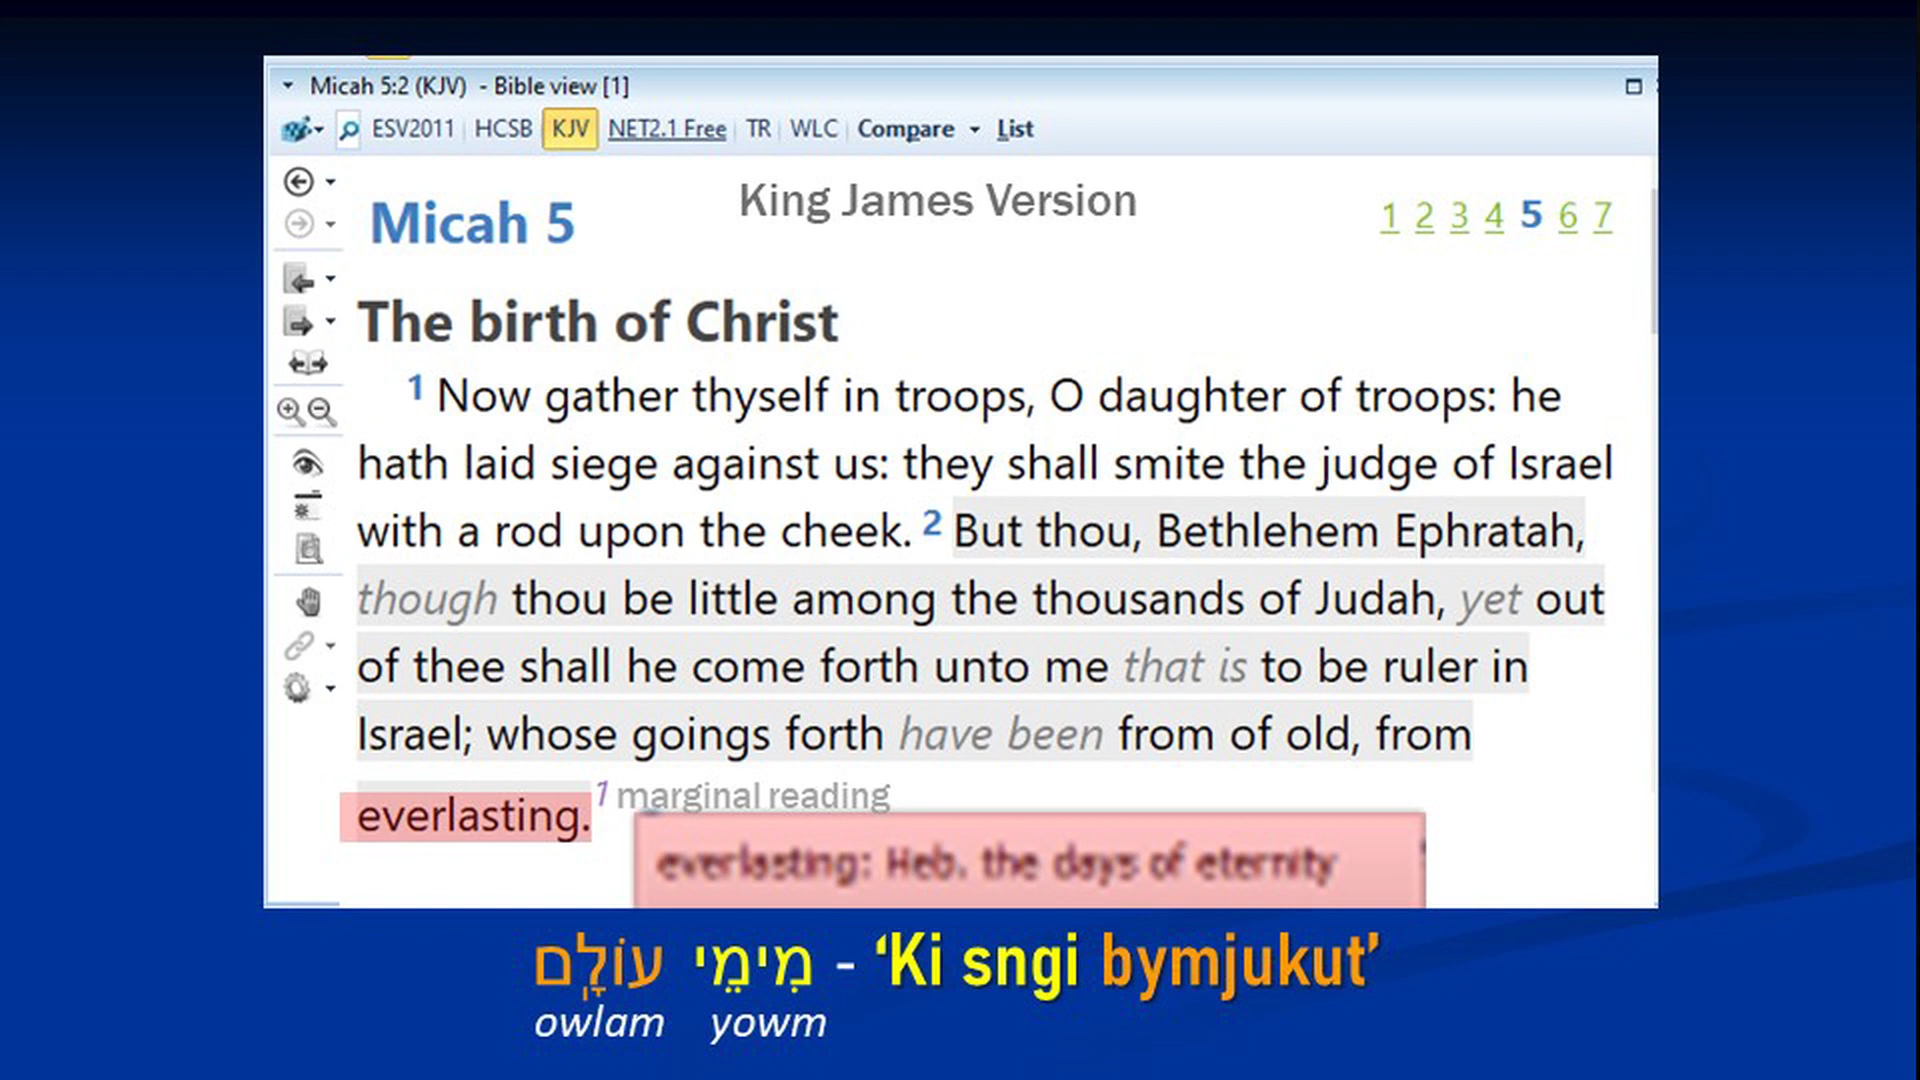 Micah 5:2 (KJV) - Bible view [1]
ESV2011 HCSB KJV NET2.1 Free TR WLC Compare List
King James Version
Micah 5
1 2 3 4 5 6 7
The birth of Christ
1 Now gather thyself in troops, O daughter of troops: he
hath laid siege against us: they shall smite the judge of Israel
with a rod upon the cheek. 2 But thou, Bethlehem Ephratah,
though thou be little among the thousands of Judah, yet out
of thee shall he come forth unto me that is to be ruler in
Israel; whose goings forth have been from of old, from
everlasting. 1 marginal reading
everlasting: Heb. the days of eternity
מִימֵי עוֹלָֽם - ‘Ki sngi bymjukut’
owlam yowm